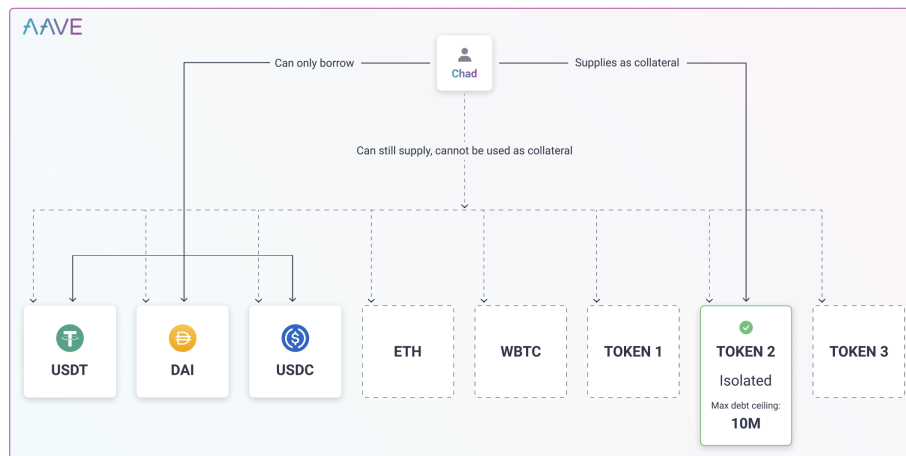 AAVE
Can only borrow
Chad
Supplies as collateral
Can still supply, cannot be used as collateral
USDT
DAI
USDC
ETH
WBTC
TOKEN 1
TOKEN 2
Isolated
Max debt ceiling:
10M
TOKEN 3